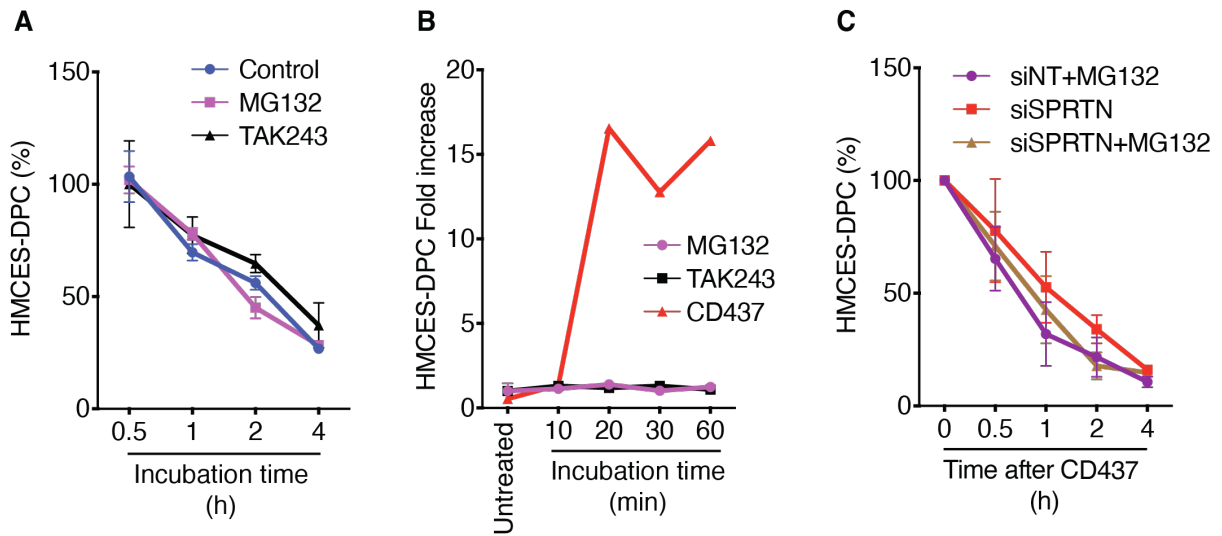 A
HMCES-DPC (%)
150
100
50
0
Control
MG132
TAK243
0.5 1 2 4
Incubation time
(h)
B
HMCES-DPC Fold increase
20
15
10
5
0
MG132
TAK243
CD437
Untreated
10 20 30 60
Incubation time
(min)
C
HMCES-DPC (%)
150
100
50
0
siNT+MG132
siSPRTN
siSPRTN+MG132
0 0.5 1 2 4
Time after CD437
(h)